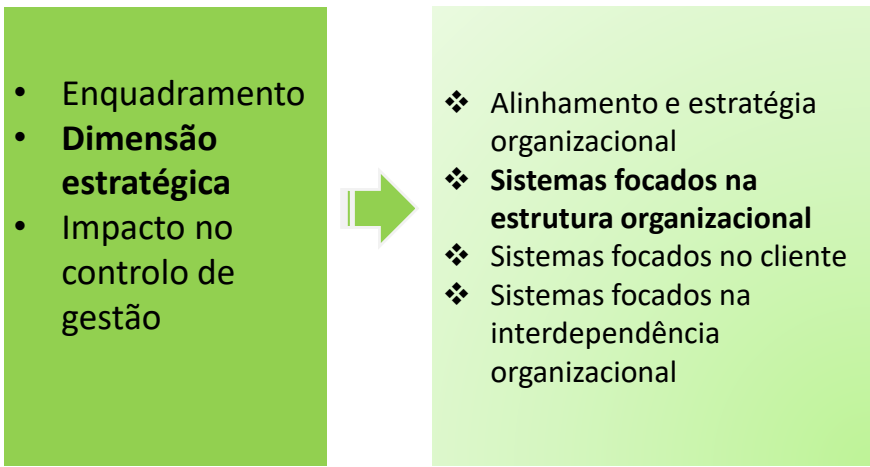 • Enquadramento
• Dimensão
estratégica
• Impacto no
controlo de
gestão
❖ Alinhamento e estratégia
organizacional
❖ Sistemas focados na
estrutura organizacional
❖ Sistemas focados no cliente
❖ Sistemas focados na
interdependência
organizacional